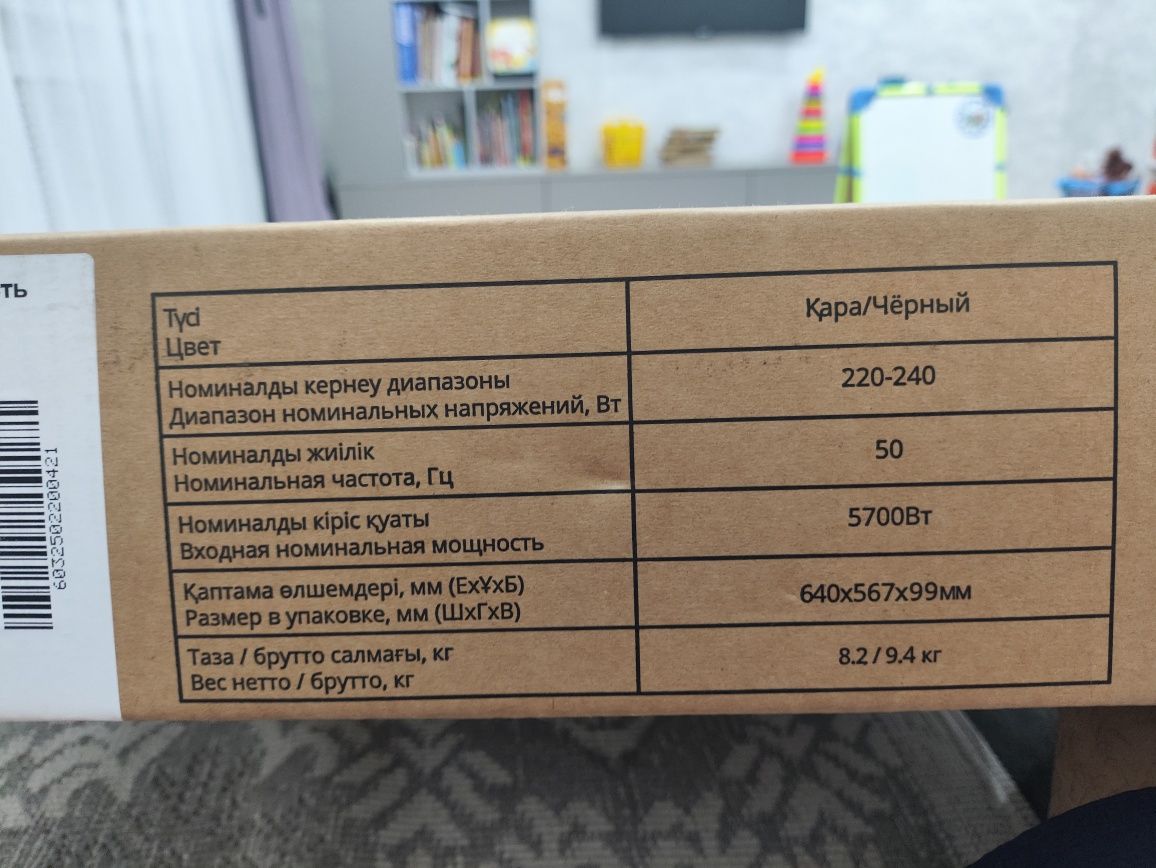 ть
6032502200421
Түсі
Цвет
Қара/Чёрный
Номиналды кернеу диапазоны
Диапазон номинальных напряжений, Вт
220-240
Номиналды жиілік
Номинальная частота, Гц
50
Номиналды кіріс қуаты
Входная номинальная мощность
5700Вт
Қаптама өлшемдері, мм (ЕхҰхБ)
Размер в упаковке, мм (ШхГхВ)
640х567х99мм
Таза / брутто салмағы, кг
Вес нетто / брутто, кг
8.2 / 9.4 кг